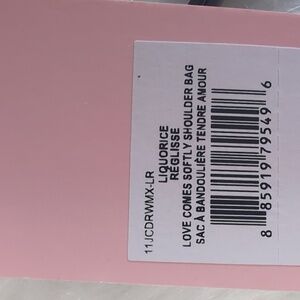 11JCDRWMX-LR
LIQUORICE
RÉGLISSE
LOVE COMES SOFTLY SHOULDER BAG
SAC À BANDOULIÈRE TENDRE AMOUR
8 85919 79549 6